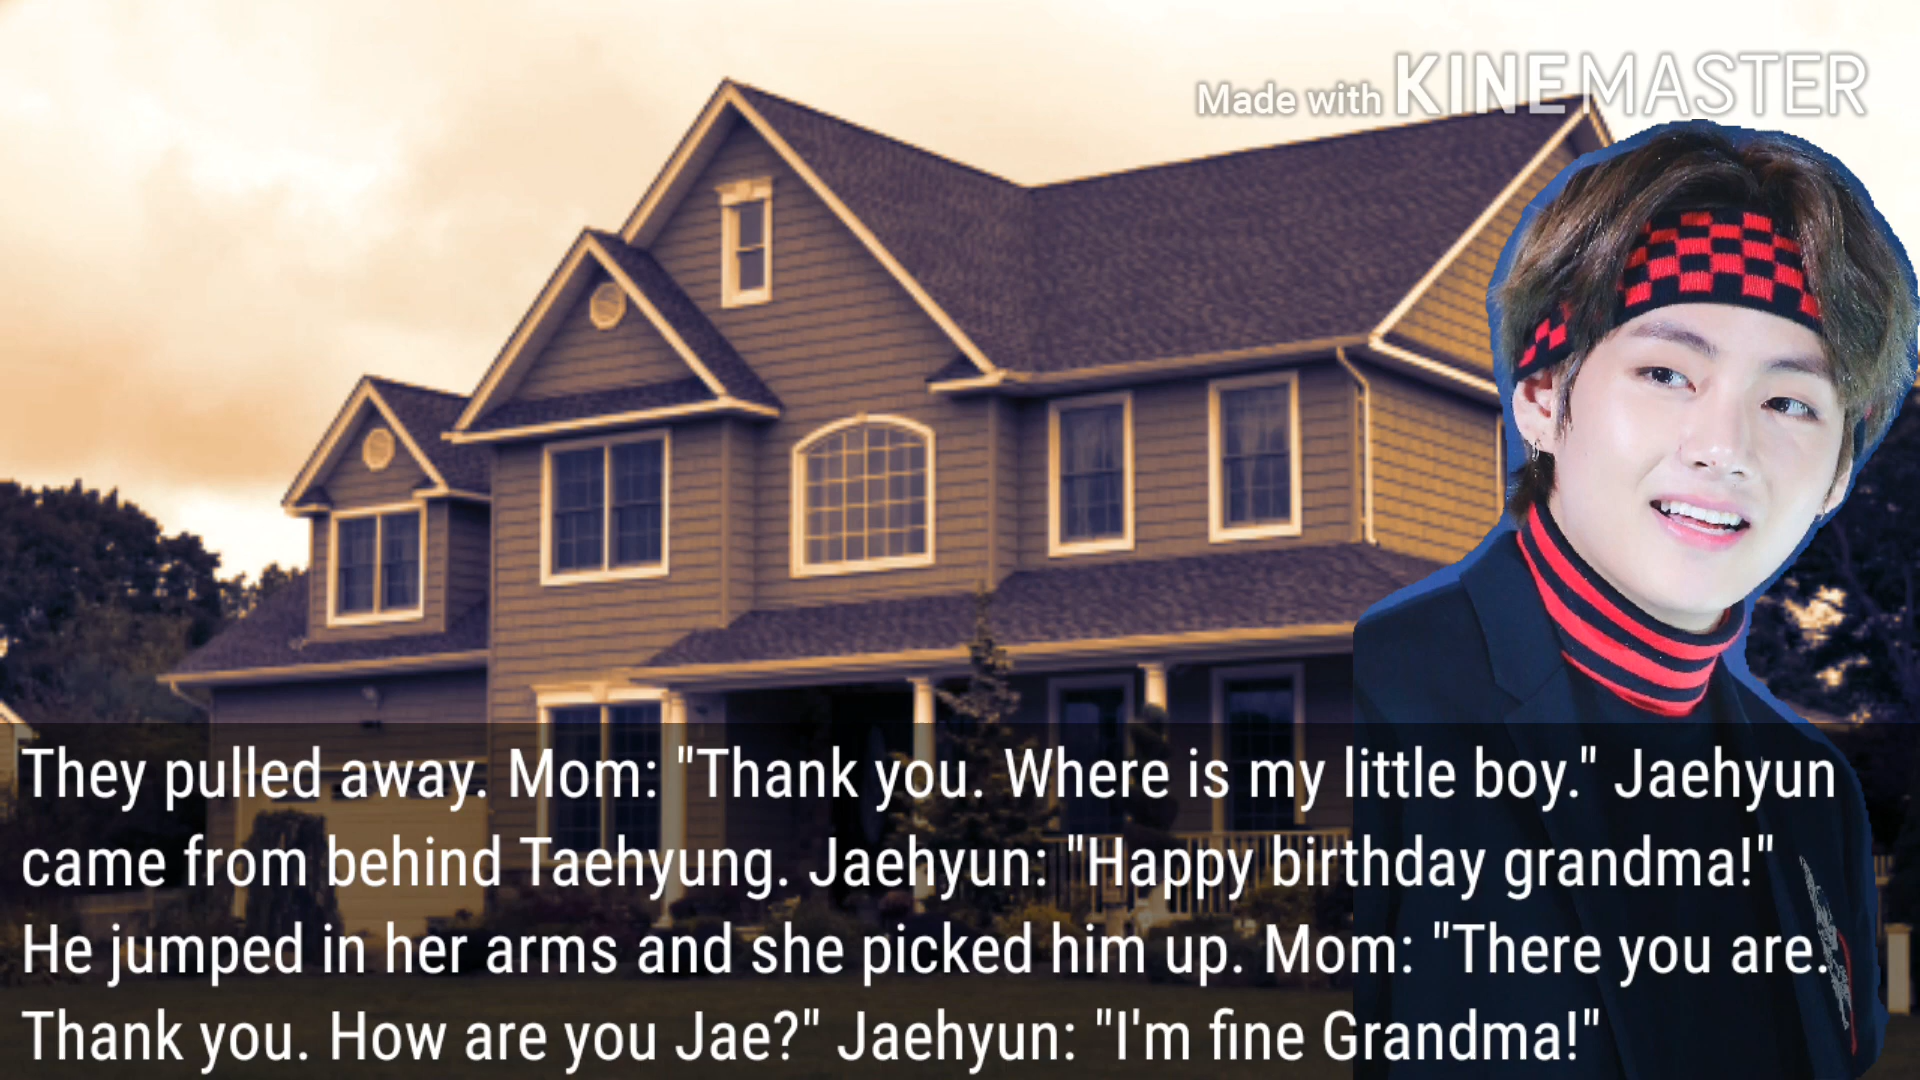 Made with KINEMASTER
They pulled away. Mom: "Thank you. Where is my little boy." Jaehyun
came from behind Taehyung. Jaehyun: "Happy birthday grandma!"
He jumped in her arms and she picked him up. Mom: "There you are.
Thank you. How are you Jae?" Jaehyun: "I'm fine Grandma!"